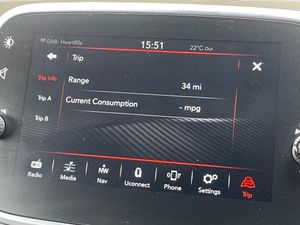 DAB: Heart80s 15:51 22°C Out
Trip
Trip info
Range 34 mi
Trip A
Current Consumption - mpg
Trip B
NW
Radio Media Nav Uconnect Phone Settings Trip